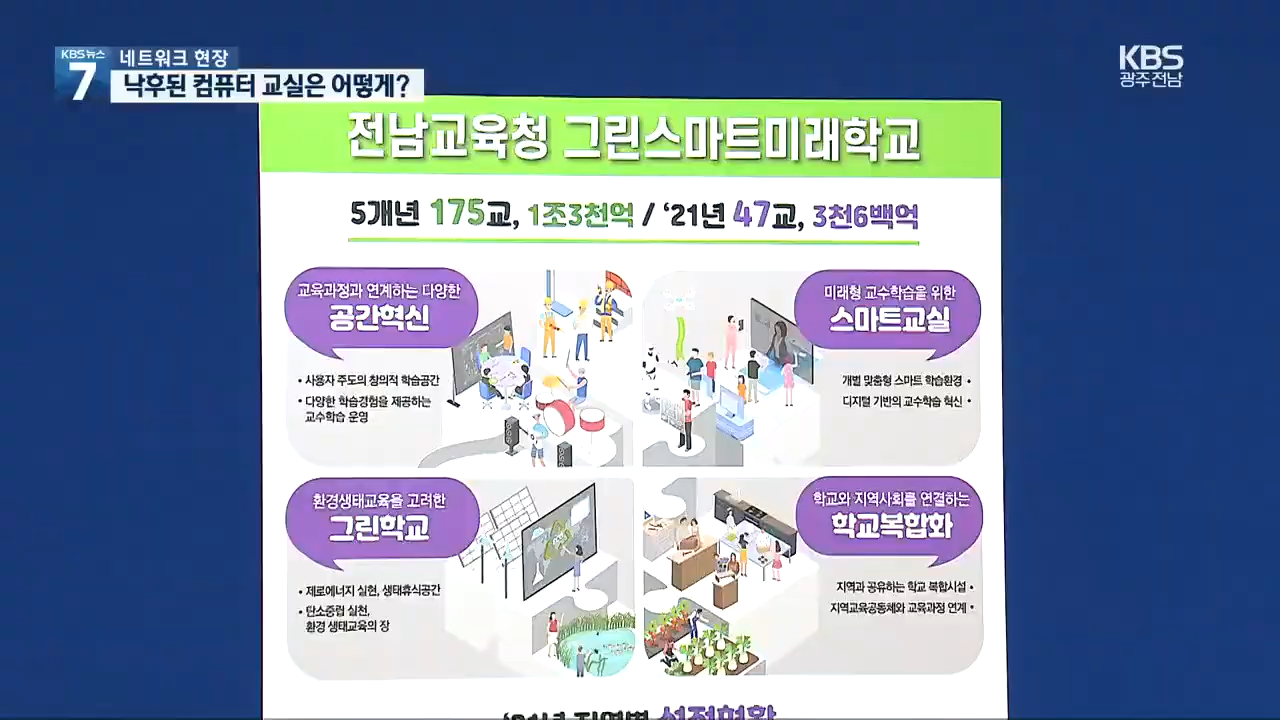 KBS뉴스
7
네트워크 현장
낙후된 컴퓨터 교실은 어떻게?
KBS
광주전남
전남교육청 그린스마트미래학교
5개년 175교, 1조3천억 / ‘21년 47교, 3천6백억
교육과정과 연계하는 다양한
공간혁신
• 사용자 주도의 창의적 학습공간
• 다양한 학습경험을 제공하는
교수학습 운영
미래형 교수학습을 위한
스마트교실
개별 맞춤형 스마트 학습환경 •
디지털 기반의 교수학습 혁신 •
환경생태교육을 고려한
그린학교
• 제로에너지 실현, 생태휴식공간
• 탄소중립 실천,
환경 생태교육의 장
학교와 지역사회를 연결하는
학교복합화
지역과 공유하는 학교 복합시설 •
지역교육공동체와 교육과정 연계 •
‘21년 지역별 선정현황